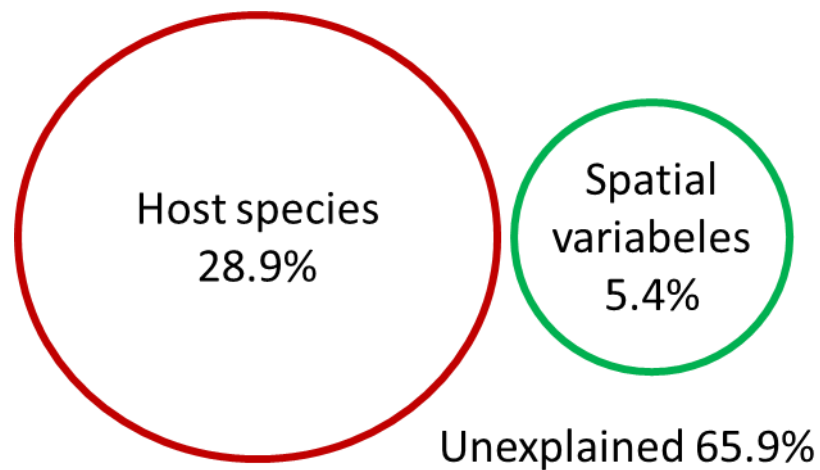 Host species
28.9%
Spatial
variabeles
5.4%
Unexplained 65.9%